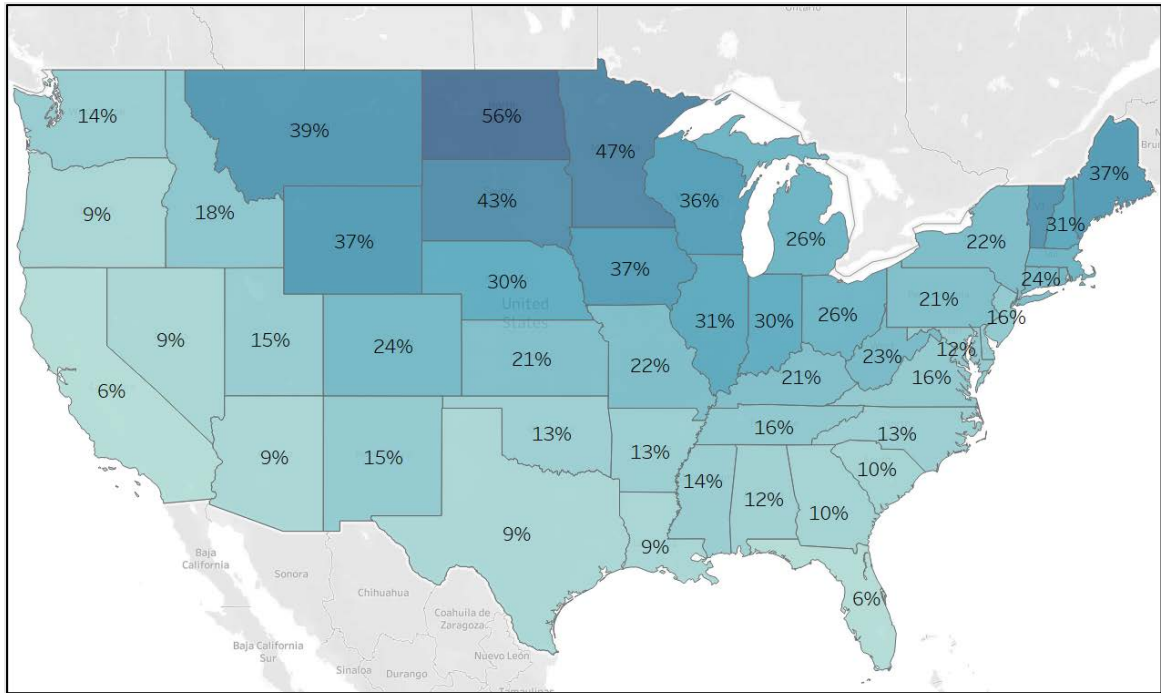 Ontario
14%
39%
56%
47%
9%
18%
43%
36%
37%
26%
37%
31%
22%
30%
United
States
37%
24%
21%
16%
9%
15%
24%
21%
22%
31%
30%
26%
23%
12%
6%
21%
16%
9%
15%
13%
13%
16%
13%
14%
12%
10%
10%
9%
9%
6%
Baja
California
Sonora
Chihuahua
Coahuila de
Zaragoza
Nuevo León
Baja California
Sur
Sinaloa
Durango
Tamaulipas